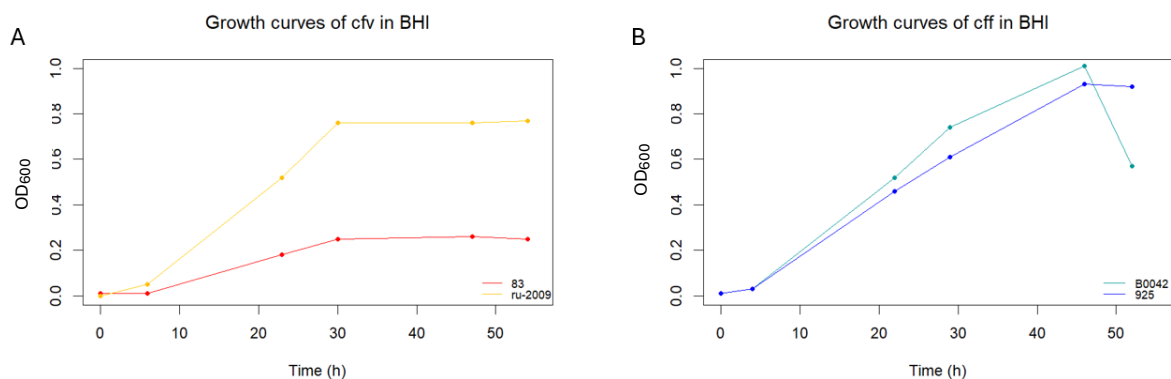 A
Growth curves of cfv in BHI
OD600
1.0
0.8
0.6
0.4
0.2
0.0
83
ru-2009
0 10 20 30 40 50
Time (h)
B
Growth curves of cff in BHI
OD600
1.0
0.8
0.6
0.4
0.2
0.0
B0042
925
0 10 20 30 40 50
Time (h)